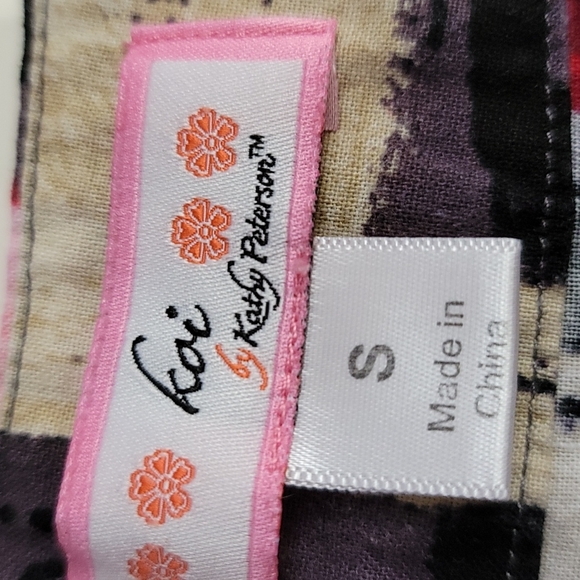 koi
by Kathy Peterson™
S
Made in
China